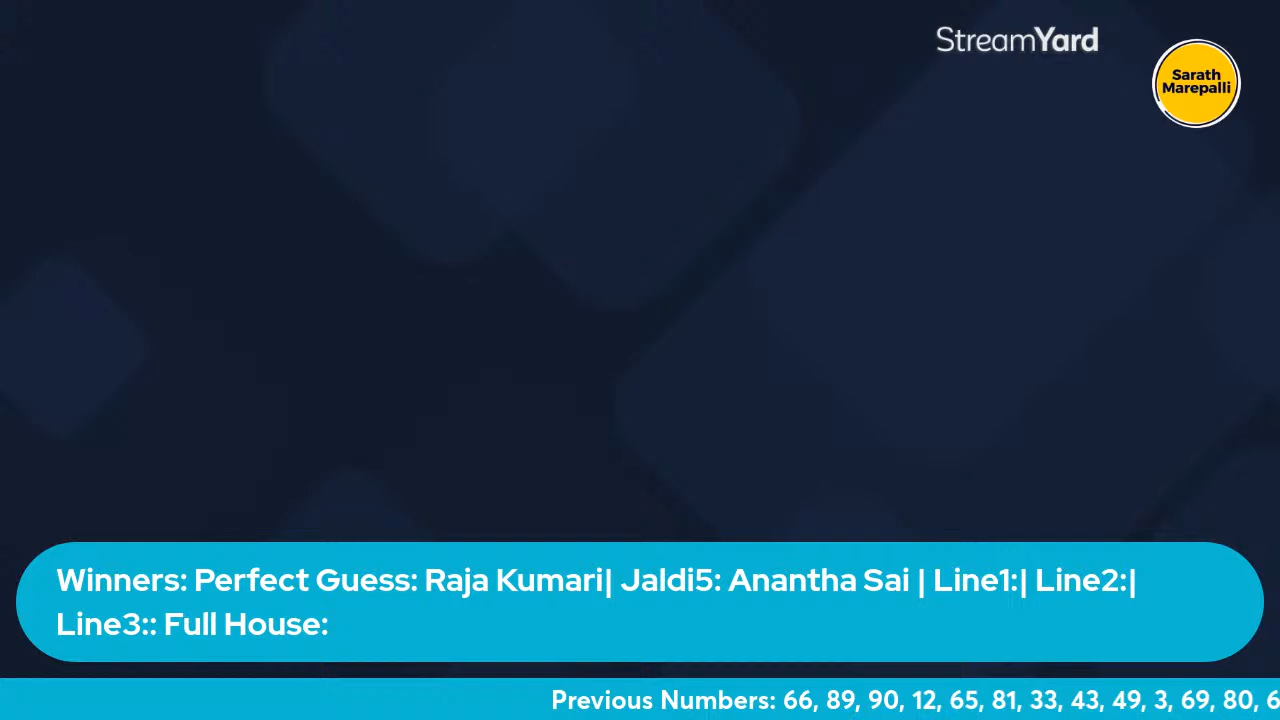 StreamYard
Sarath
Marepalli
Winners: Perfect Guess: Raja Kumari| Jaldi5: Anantha Sai | Line1:| Line2:|
Line3:: Full House:
Previous Numbers: 66, 89, 90, 12, 65, 81, 33, 43, 49, 3, 69, 80,